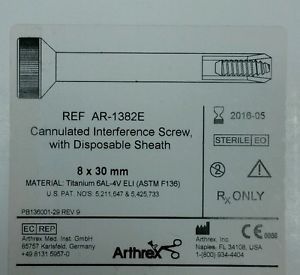 REF AR-1382E
Cannulated Interference Screw,
with Disposable Sheath
8 x 30 mm
MATERIAL: Titanium 6AL-4V ELI (ASTM F136)
U.S. PAT. NO'S: 5,211,647 & 5,425,733
PB136001-29 REV 9
2016-05
STERILE EO
Rx ONLY
EC REP
Arthrex Med. Inst. GmbH
85757 Karlsfeld, Germany
+49 8131 5957-0
Arthrex
Arthrex, Inc.
Naples, FL 34108
1-(800) 934-4404
CE